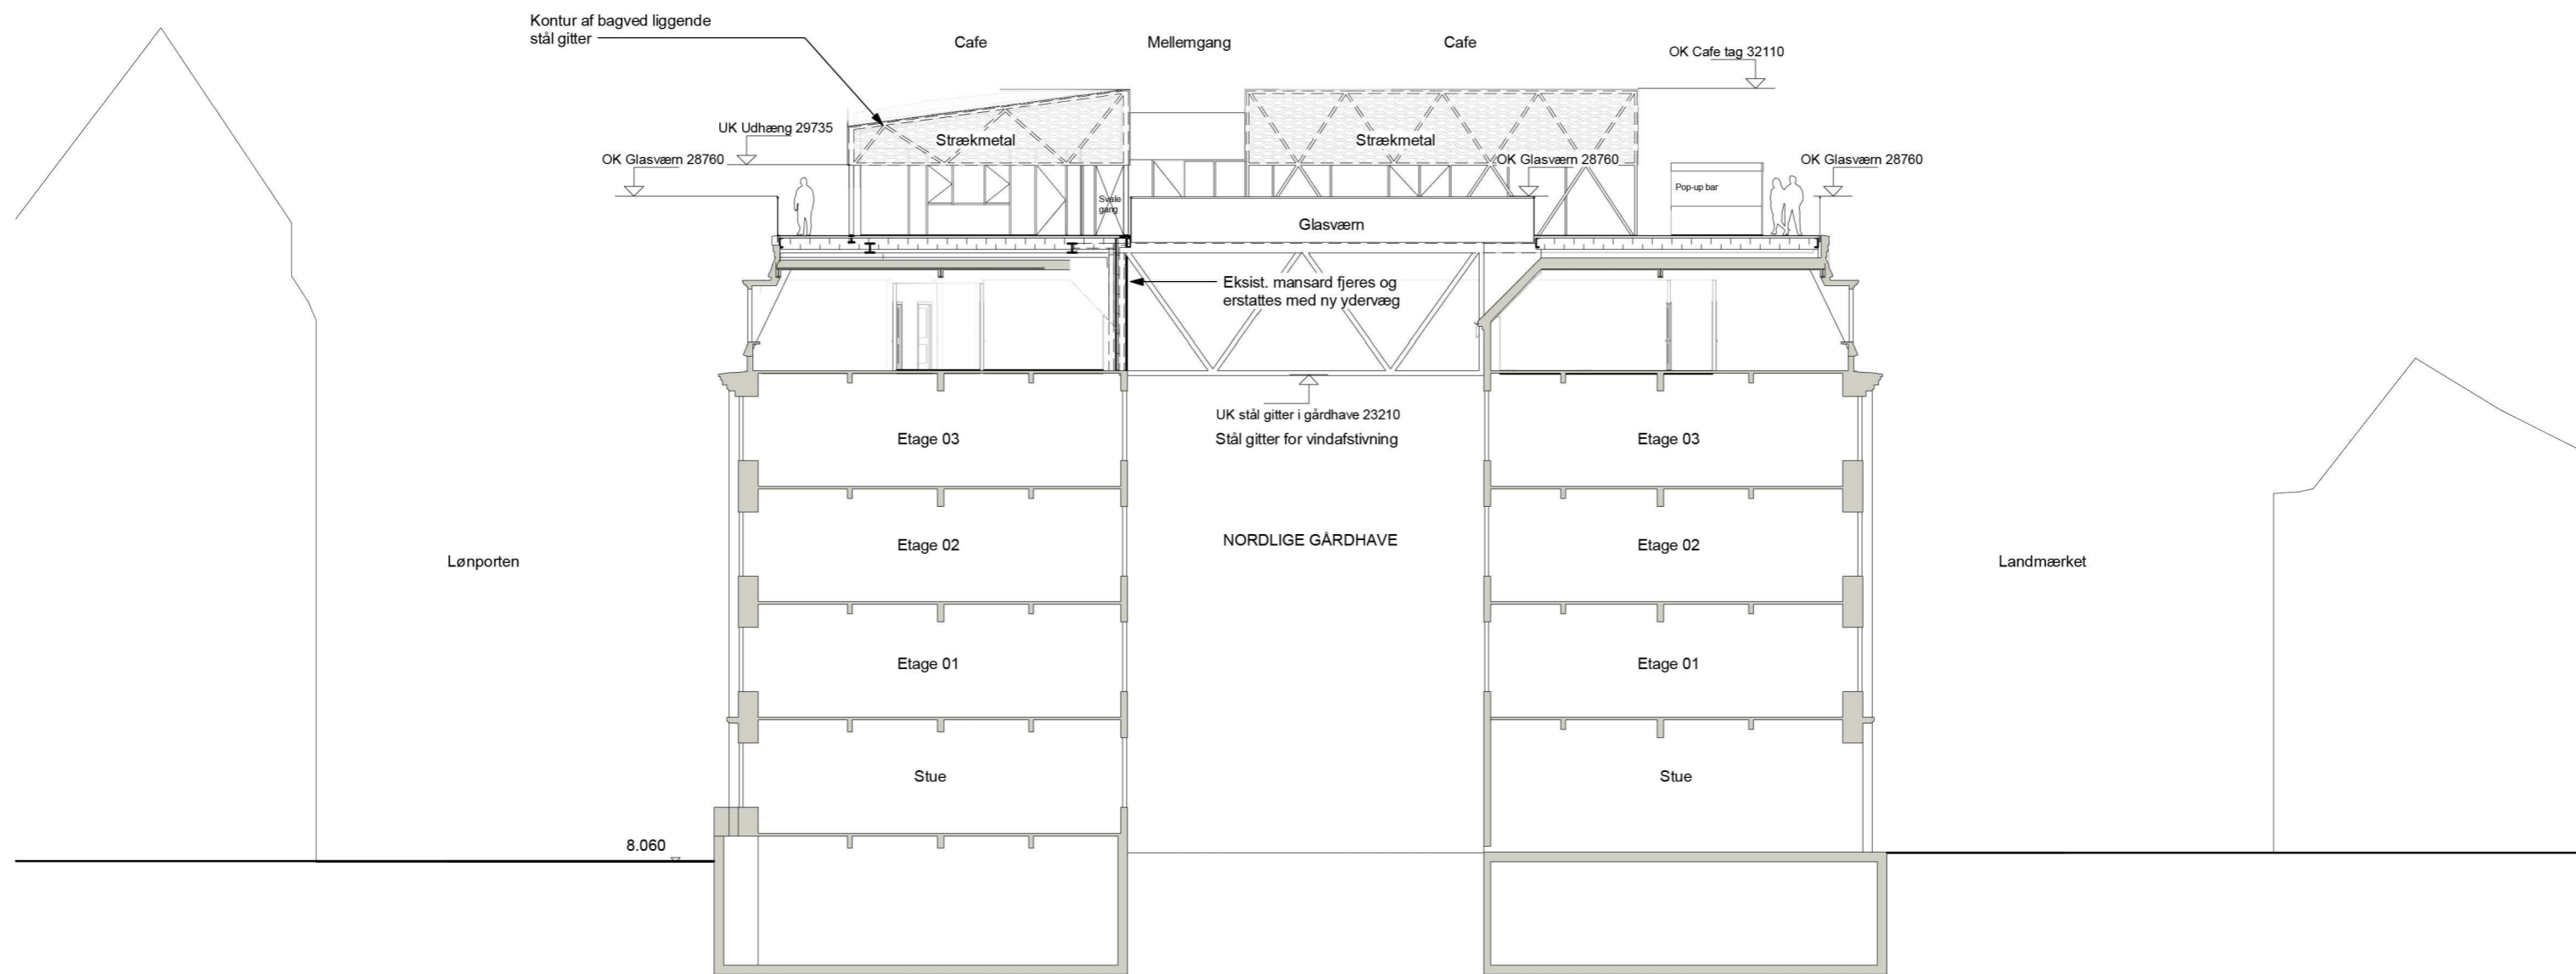 Kontur af bagved liggende
stål gitter
Cafe
Mellemgang
Cafe
OK Cafe tag 32110
UK Udhæng 29735
Strækmetal
Strækmetal
OK Glasværn 28760
OK Glasværn 28760
OK Glasværn 28760
Pop-up bar
Svale
gang
Glasværn
Eksist. mansard fjeres og
erstattes med ny ydervæg
UK stål gitter i gårdhave 23210
Stål gitter for vindafstivning
Etage 03
Etage 03
NORDLIGE GÅRDHAVE
Etage 02
Etage 02
Lønporten
Landmærket
Etage 01
Etage 01
Stue
Stue
8.060